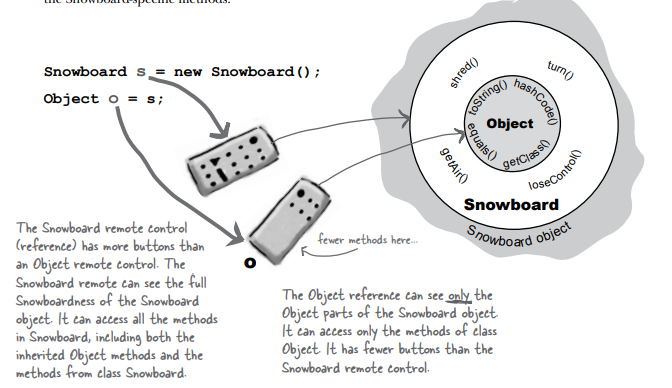 the Snowboard-specific methods.
Snowboard s = new Snowboard();
Object o = s;
shred()
turn()
toString()
hashCode()
Object
equals()
getClass()
getAir()
loseControl()
Snowboard
Snowboard object
fewer methods here...
o
The Snowboard remote control
(reference) has more buttons than
an Object remote control. The
Snowboard remote can see the full
Snowboardness of the Snowboard
object. It can access all the methods
in Snowboard, including both the
inherited Object methods and the
methods from class Snowboard.
The Object reference can see only the
Object parts of the Snowboard object.
It can access only the methods of class
Object. It has fewer buttons than the
Snowboard remote control.